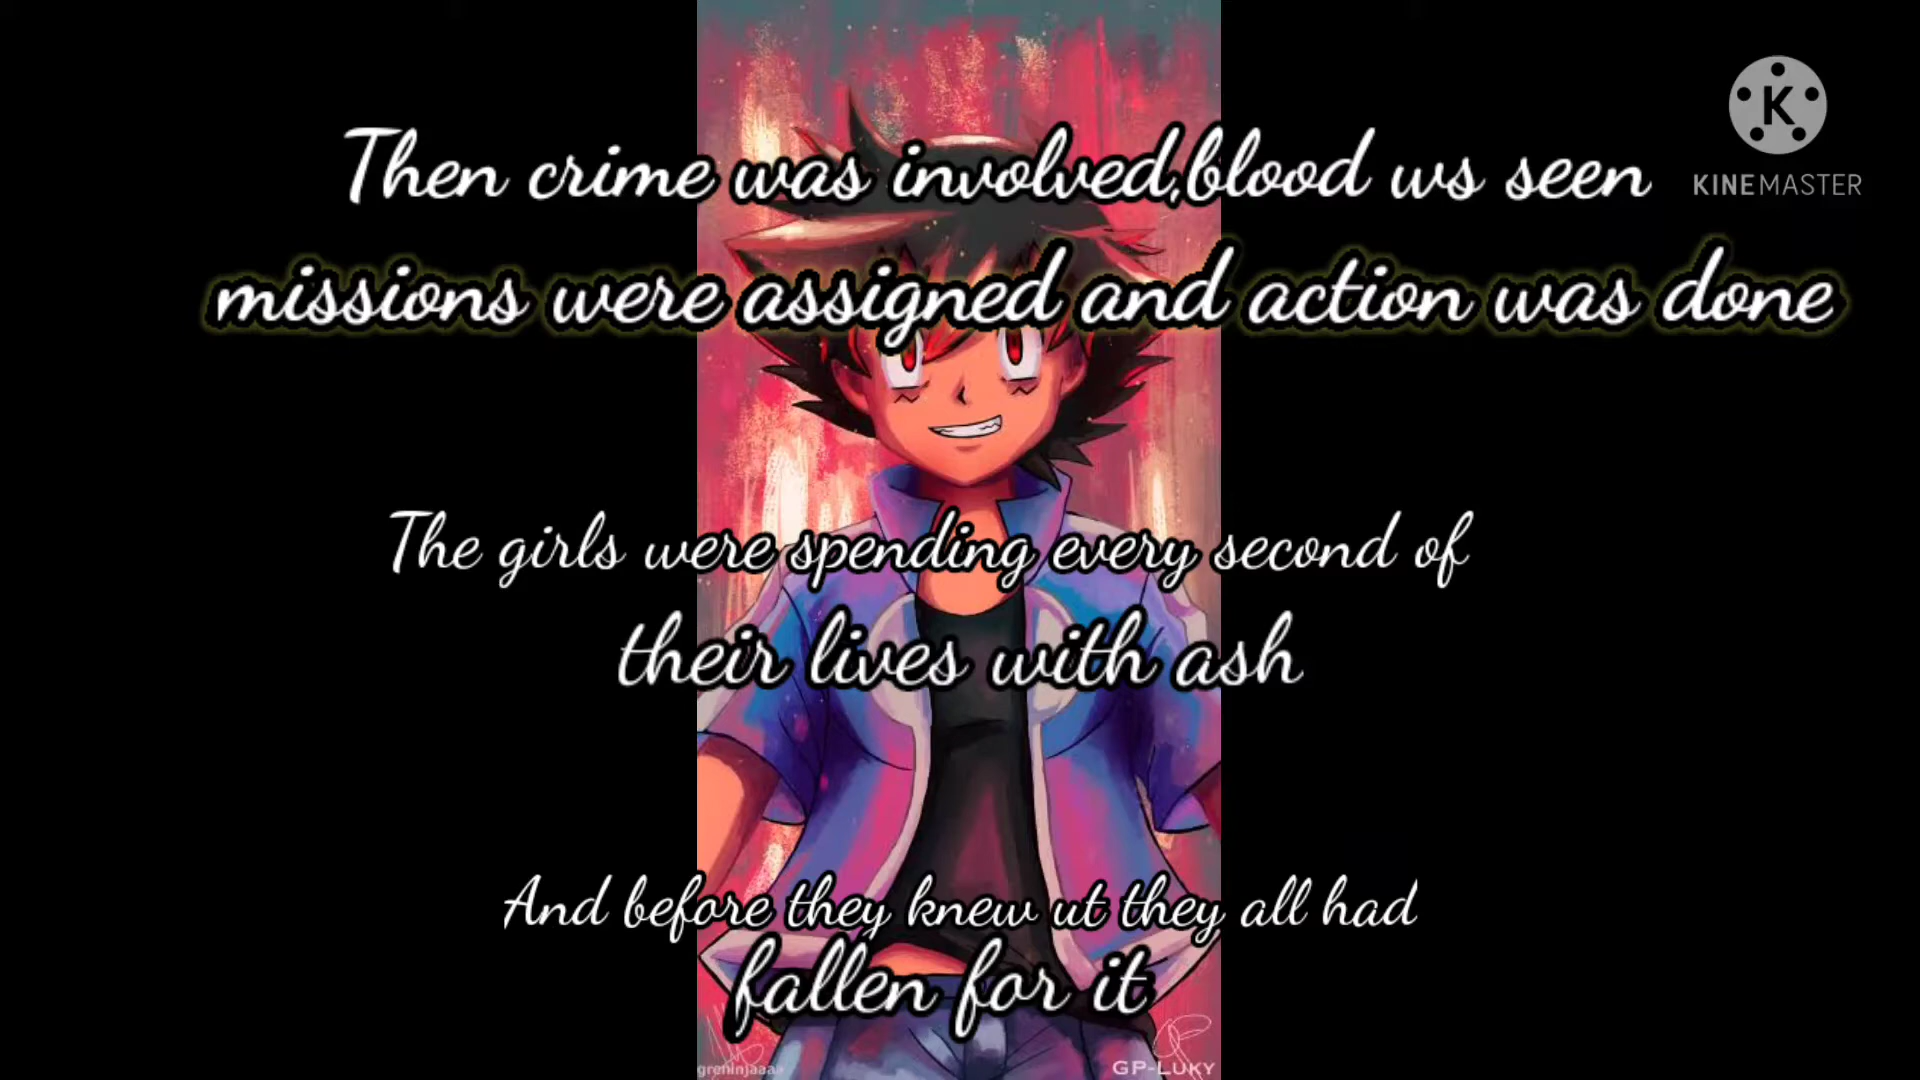 Then crime was involved,blood ws seen
missions were assigned and action was done
The girls were spending every second of
their lives with ash
And before they knew ut they all had
fallen for it
K
KINEMASTER
greninjaaa
GP-LUKY